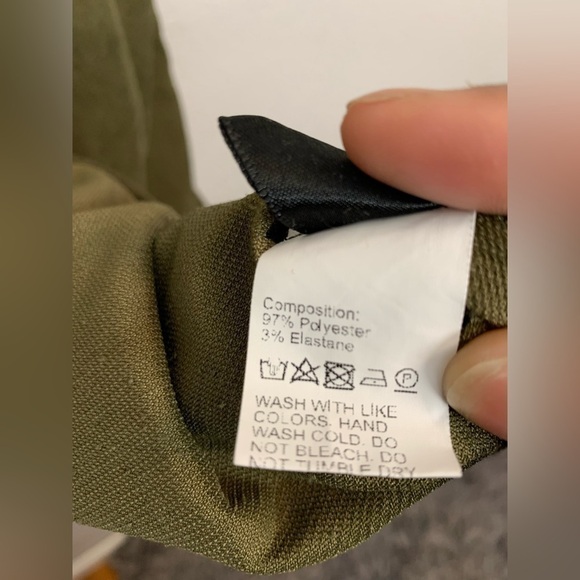 Composition:
97% Polyester
3% Elastane
P
WASH WITH LIKE
COLORS. HAND
WASH COLD. DO
NOT BLEACH. DO
NOT TUMBLE DRY